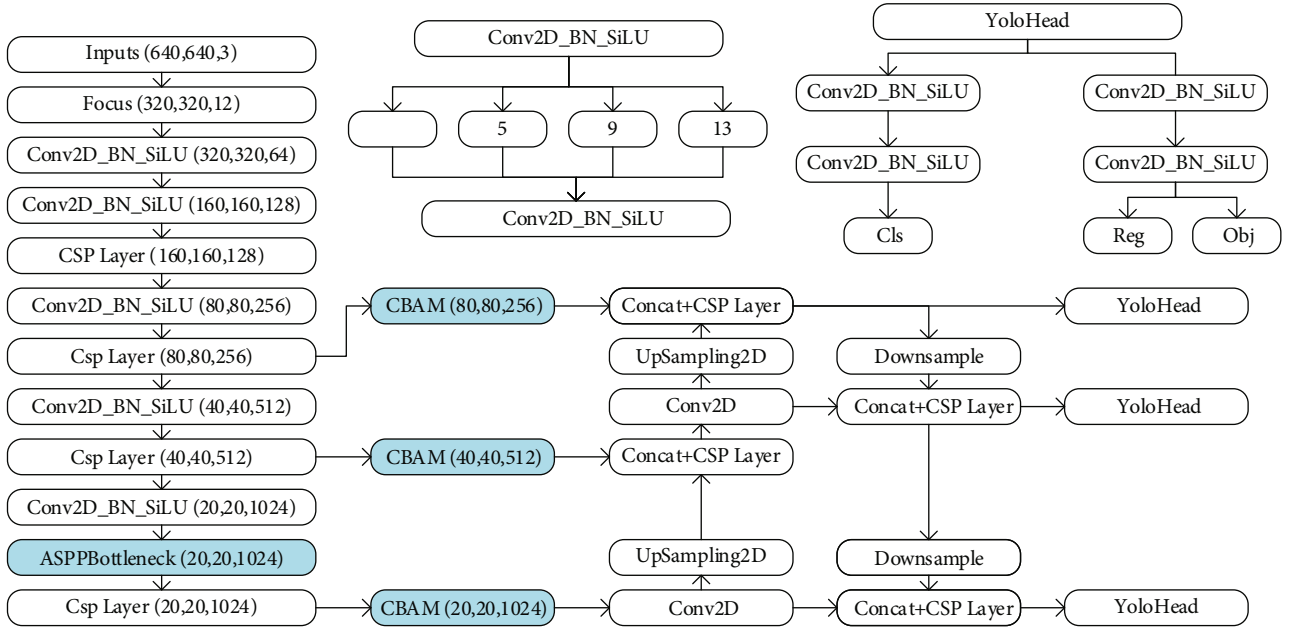 Inputs (640,640,3)
Focus (320,320,12)
Conv2D_BN_SiLU (320,320,64)
Conv2D_BN_SiLU (160,160,128)
CSP Layer (160,160,128)
Conv2D_BN_SiLU (80,80,256)
Csp Layer (80,80,256)
Conv2D_BN_SiLU (40,40,512)
Csp Layer (40,40,512)
Conv2D_BN_SiLU (20,20,1024)
ASPPBottleneck (20,20,1024)
Csp Layer (20,20,1024)
Conv2D_BN_SiLU
5
9
13
Conv2D_BN_SiLU
YoloHead
Conv2D_BN_SiLU
Conv2D_BN_SiLU
Conv2D_BN_SiLU
Conv2D_BN_SiLU
Cls
Reg
Obj
CBAM (80,80,256)
Concat+CSP Layer
YoloHead
UpSampling2D
Downsample
Conv2D
Concat+CSP Layer
YoloHead
CBAM (40,40,512)
Concat+CSP Layer
UpSampling2D
Downsample
CBAM (20,20,1024)
Conv2D
Concat+CSP Layer
YoloHead